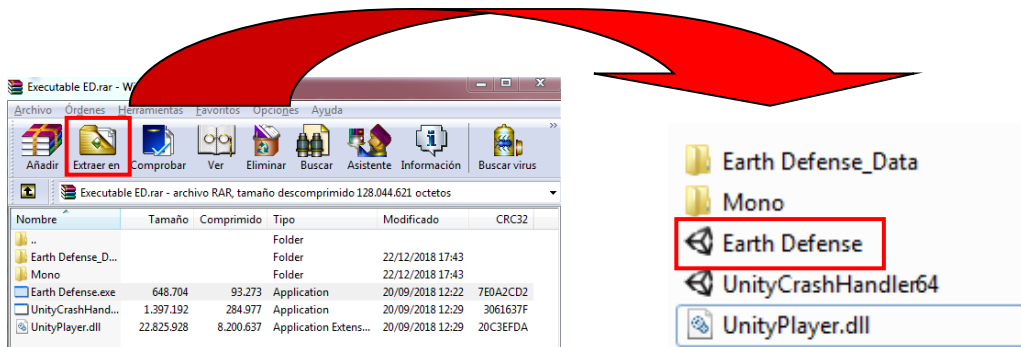 Executable ED.rar - W
Archivo Órdenes Herramientas Favoritos Opciones Ayuda
Añadir Extraer en Comprobar Ver Eliminar Buscar Asistente Información Buscar virus
Executable ED.rar - archivo RAR, tamaño descomprimido 128.044.621 octetos
Nombre Tamaño Comprimido Tipo Modificado CRC32
.. Folder
Earth Defense_D... Folder 22/12/2018 17:43
Mono Folder 22/12/2018 17:43
Earth Defense.exe 648.704 93.273 Application 20/09/2018 12:22 7E0A2CD2
UnityCrashHand... 1.397.192 284.977 Application 20/09/2018 12:29 3061637F
UnityPlayer.dll 22.825.928 8.200.637 Application Extens... 20/09/2018 12:29 20C3EFDA
Earth Defense_Data
Mono
Earth Defense
UnityCrashHandler64
UnityPlayer.dll